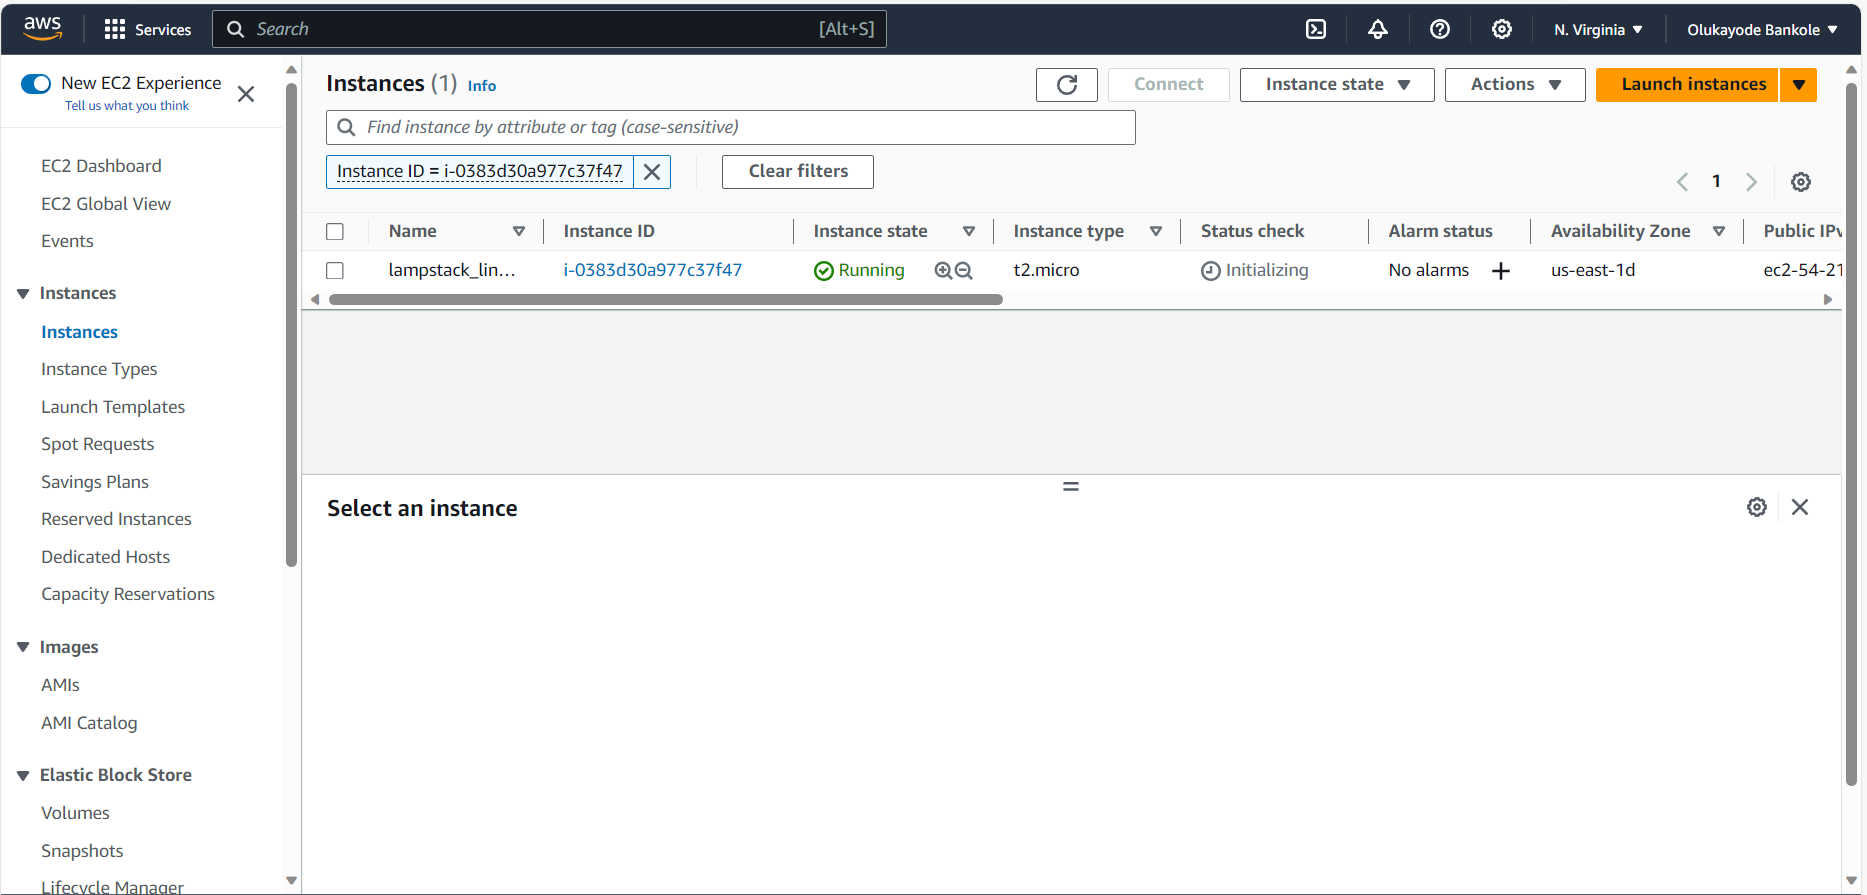 aws
Services
Search
[Alt+S]
N. Virginia
Olukayode Bankole
New EC2 Experience
Tell us what you think
EC2 Dashboard
EC2 Global View
Events
Instances
Instances
Instance Types
Launch Templates
Spot Requests
Savings Plans
Reserved Instances
Dedicated Hosts
Capacity Reservations
Images
AMIs
AMI Catalog
Elastic Block Store
Volumes
Snapshots
Lifecycle Manager
Instances (1) Info
Connect
Instance state
Actions
Launch instances
Find instance by attribute or tag (case-sensitive)
Instance ID = i-0383d30a977c37f47
Clear filters
1
Name Instance ID Instance state Instance type Status check Alarm status Availability Zone Public IPv
lampstack_lin... i-0383d30a977c37f47 Running t2.micro Initializing No alarms + us-east-1d ec2-54-21
Select an instance